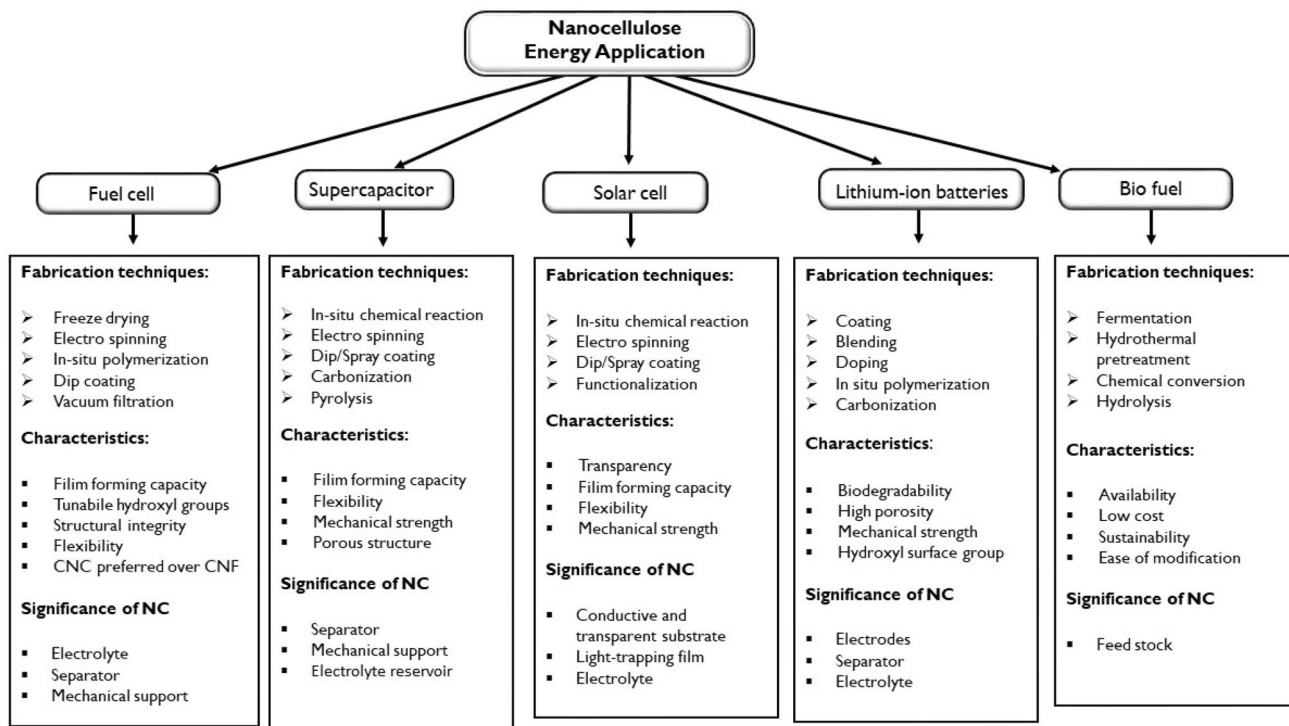 Nanocellulose
Energy Application
Fuel cell
Supercapacitor
Solar cell
Lithium-ion batteries
Bio fuel
Fabrication techniques:
➢ Freeze drying
➢ Electro spinning
➢ In-situ polymerization
➢ Dip coating
➢ Vacuum filtration
Characteristics:
▪ Filim forming capacity
▪ Tunabile hydroxyl groups
▪ Structural integrity
▪ Flexibility
▪ CNC preferred over CNF
Significance of NC
▪ Electrolyte
▪ Separator
▪ Mechanical support
Fabrication techniques:
➢ In-situ chemical reaction
➢ Electro spinning
➢ Dip/Spray coating
➢ Carbonization
➢ Pyrolysis
Characteristics:
▪ Filim forming capacity
▪ Flexibility
▪ Mechanical strength
▪ Porous structure
Significance of NC
▪ Separator
▪ Mechanical support
▪ Electrolyte reservoir
Fabrication techniques:
➢ In-situ chemical reaction
➢ Electro spinning
➢ Dip/Spray coating
➢ Functionalization
Characteristics:
▪ Transparency
▪ Filim forming capacity
▪ Flexibility
▪ Mechanical strength
Significance of NC
▪ Conductive and
transparent substrate
▪ Light-trapping film
▪ Electrolyte
Fabrication techniques:
➢ Coating
➢ Blending
➢ Doping
➢ In situ polymerization
➢ Carbonization
Characteristics:
▪ Biodegradability
▪ High porosity
▪ Mechanical strength
▪ Hydroxyl surface group
Significance of NC
▪ Electrodes
▪ Separator
▪ Electrolyte
Fabrication techniques:
➢ Fermentation
➢ Hydrothermal
pretreatment
➢ Chemical conversion
➢ Hydrolysis
Characteristics:
▪ Availability
▪ Low cost
▪ Sustainability
▪ Ease of modification
Significance of NC
▪ Feed stock